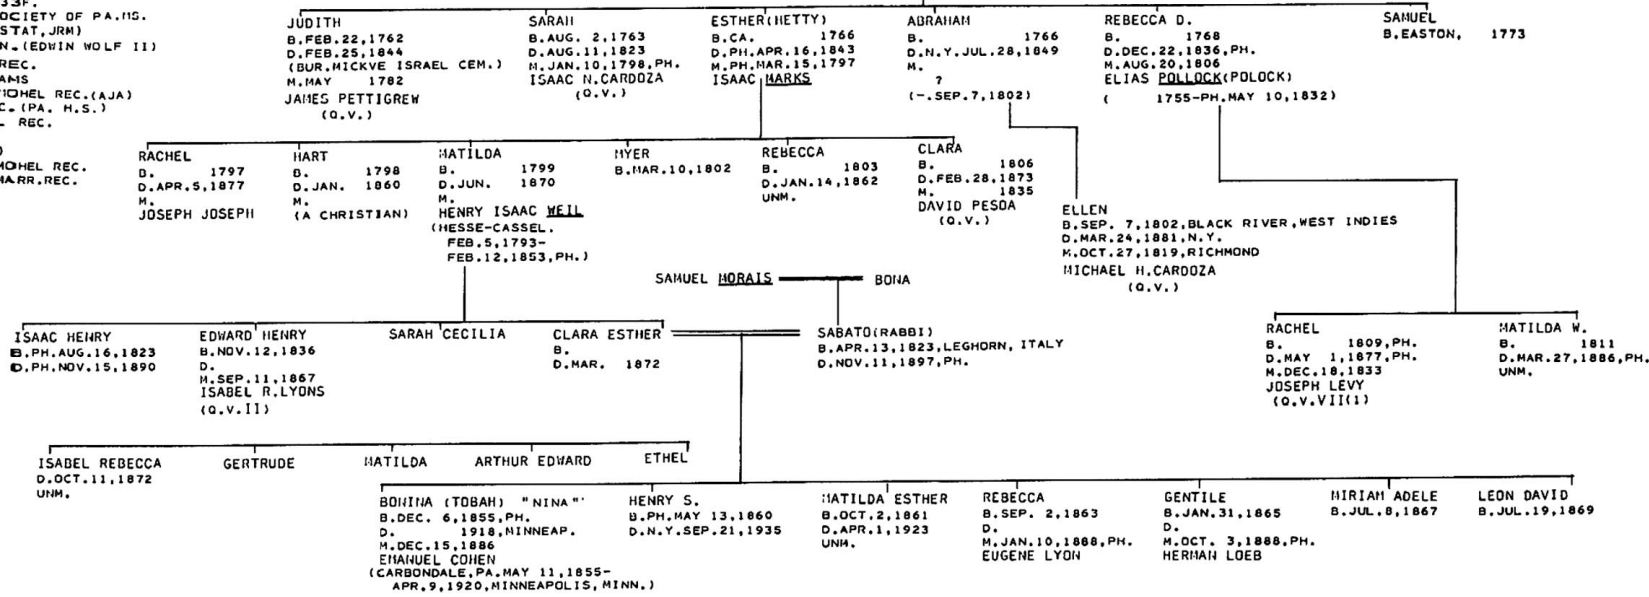 33F.
OCIETY OF PA.MS.
STAT,JRM)
N.(EDWIN WOLF II)
REC.
AMS
MOHEL REC.(AJA)
C.(PA. H.S.)
REC.
MOHEL REC.
MARR.REC.
JUDITH
B.FEB.22,1762
D.FEB.25,1844
(BUR.MICKVE ISRAEL CEM.)
M.MAY 1782
JAMES PETTIGREW
(Q.V.)
SARAH
B.AUG. 2,1763
D.AUG.11,1823
M.JAN.10,1798,PH.
ISAAC N.CARDOZA
(Q.V.)
ESTHER(HETTY)
B.CA. 1766
D.PH.APR.16,1843
M.PH.MAR.15,1797
ISAAC MARKS
ABRAHAM
B. 1766
D.N.Y.JUL.28,1849
M.
?
(-.SEP.7,1802)
REBECCA D.
B. 1768
D.DEC.22,1836,PH.
M.AUG.20,1806
ELIAS POLLOCK(POLOCK)
( 1755-PH.MAY 10,1832)
SAMUEL
B.EASTON, 1773
RACHEL
B. 1797
D.APR.5,1877
M.
JOSEPH JOSEPH
HART
B. 1798
D.JAN. 1860
M.
(A CHRISTIAN)
MATILDA
B. 1799
D.JUN. 1870
M.
HENRY ISAAC WEIL
(HESSE-CASSEL.
FEB.5,1793-
FEB.12,1853,PH.)
MYER
B.MAR.10,1802
REBECCA
B. 1803
D.JAN.14,1862
UNM.
CLARA
B. 1806
D.FEB.28,1873
M. 1835
DAVID PESOA
(Q.V.)
ELLEN
B.SEP. 7,1802,BLACK RIVER,WEST INDIES
D.MAR.24,1881,N.Y.
M.OCT.27,1819,RICHMOND
MICHAEL H.CARDOZA
(Q.V.)
SAMUEL MORAIS
BONA
ISAAC HENRY
B.PH.AUG.16,1823
D.PH.NOV.15,1890
EDWARD HENRY
B.NOV.12,1836
D.
M.SEP.11,1867
ISABEL R.LYONS
(Q.V.II)
SARAH CECILIA
CLARA ESTHER
B.
D.MAR. 1872
SABATO(RABBI)
B.APR.13,1823,LEGHORN, ITALY
D.NOV.11,1897,PH.
RACHEL
B. 1809,PH.
D.MAY 1,1877,PH.
M.DEC.18,1833
JOSEPH LEVY
(Q.V.VII(1)
MATILDA W.
B. 1811
D.MAR.27,1886,PH.
UNM.
ISABEL REBECCA
D.OCT.11,1872
UNM.
GERTRUDE
MATILDA
ARTHUR EDWARD
ETHEL
BONINA (TOBAH) "NINA"'
B.DEC. 6,1855,PH.
D. 1918,MINNEAP.
M.DEC.15,1886
EMANUEL COHEN
(CARBONDALE,PA.MAY 11,1855-
APR.9,1920,MINNEAPOLIS,MINN.)
HENRY S.
B.PH.MAY 13,1860
D.N.Y.SEP.21,1935
MATILDA ESTHER
B.OCT.2,1861
D.APR.1,1923
UNM.
REBECCA
B.SEP. 2,1863
D.
M.JAN.10,1888,PH.
EUGENE LYON
GENTILE
B.JAN.31,1865
D.
M.OCT. 3,1888,PH.
HERMAN LOEB
MIRIAM ADELE
B.JUL.8,1867
LEON DAVID
B.JUL.19,1869